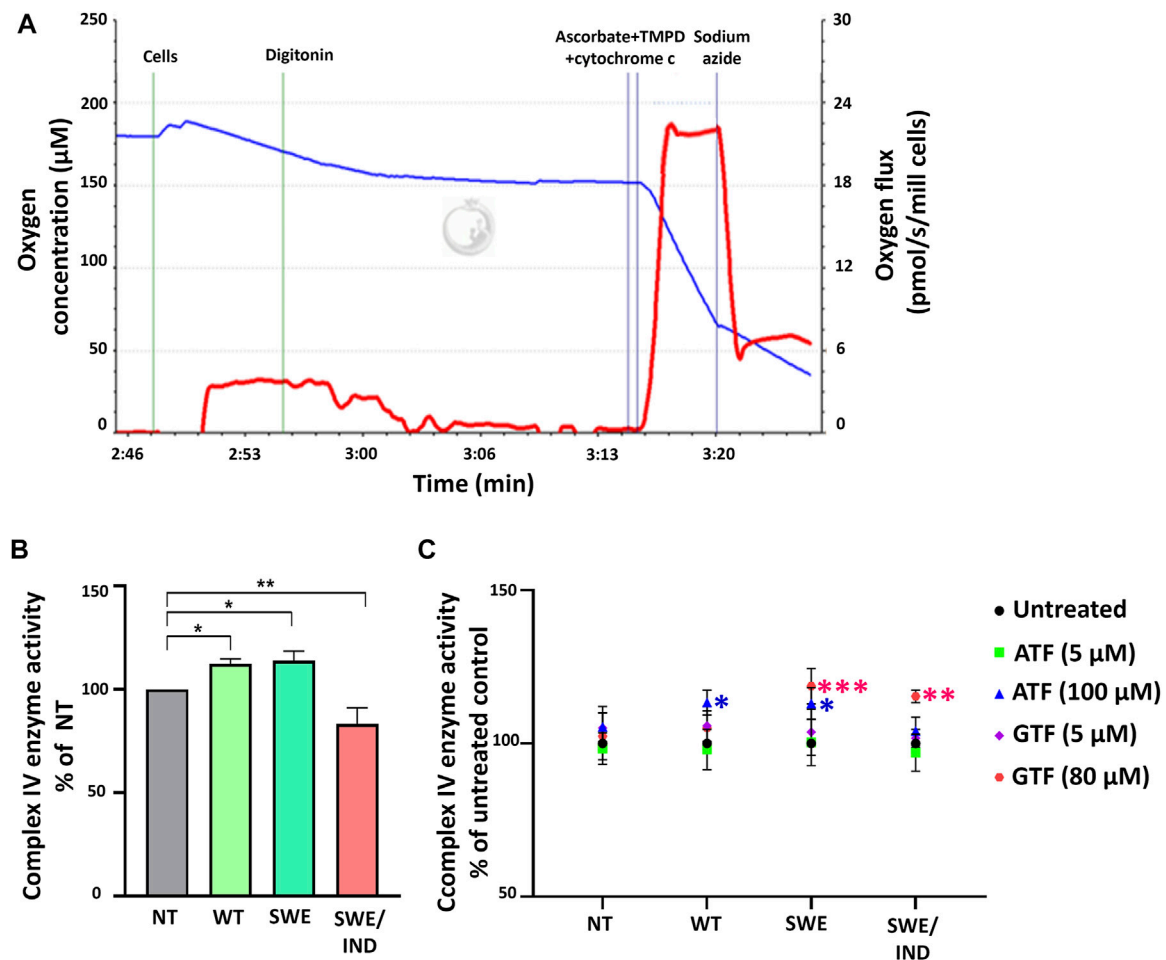 A
250
200
150
100
50
0
Oxygen
concentration (µM)
Cells
Digitonin
Ascorbate+TMPD
+cytochrome c
Sodium
azide
30
24
18
12
6
0
Oxygen flux
(pmol/s/mill cells)
2:46 2:53 3:00 3:06 3:13 3:20
Time (min)
B
Complex IV enzyme activity
% of NT
150
100
50
0
*
*
**
NT WT SWE SWE/
IND
C
Ccomplex IV enzyme activity
% of untreated control
150
100
50
*
***
*
**
NT WT SWE SWE/
IND
Untreated
ATF (5 µM)
ATF (100 µM)
GTF (5 µM)
GTF (80 µM)